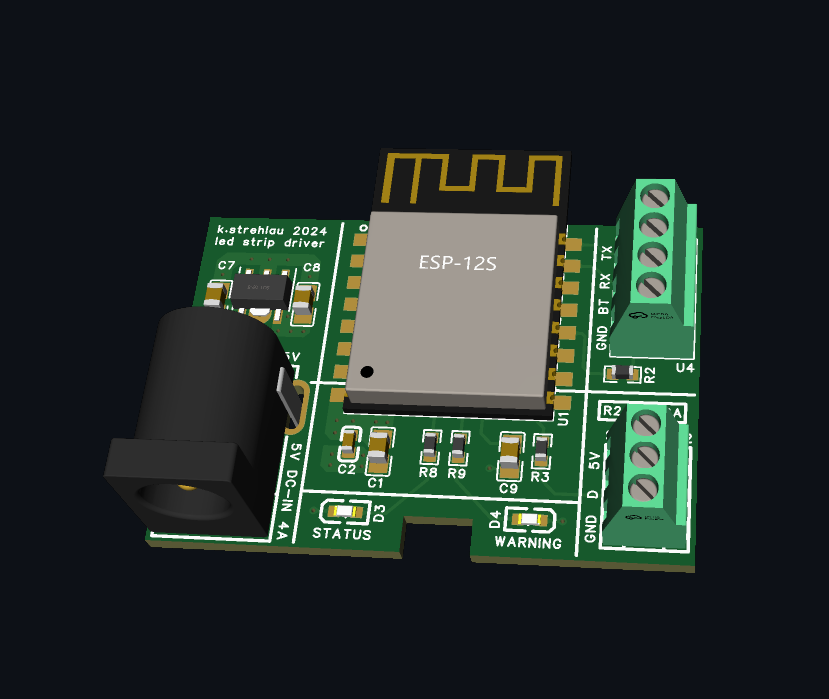 k.strehlau 2024
led strip driver
C7
C8
ESP-12S
GND BT RX TX
U4
R2
5V
U1
5V DC-IN 4A
C2
C1
R8
R9
C9
R3
D3
STATUS
D4
WARNING
R2
A
GND D 5V